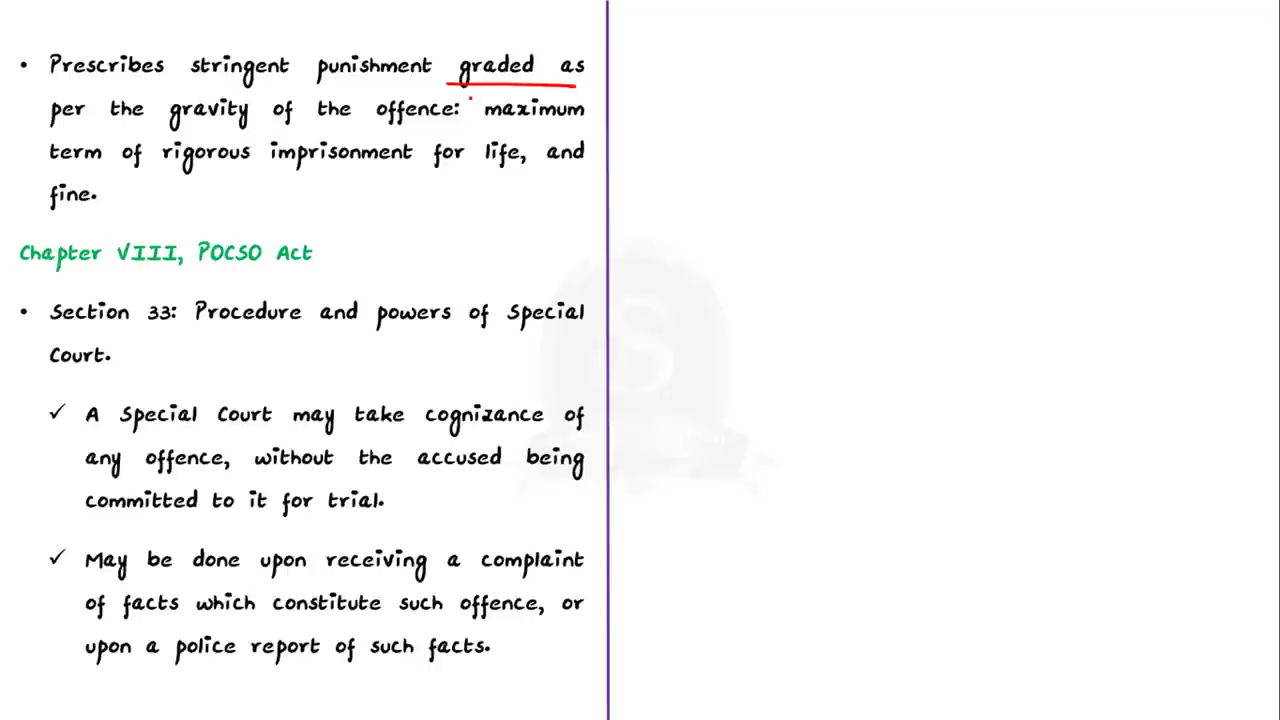 • Prescribes stringent punishment graded as
per the gravity of the offence: maximum
term of rigorous imprisonment for life, and
fine.
Chapter VIII, POCSO Act
• Section 33: Procedure and powers of Special
Court.
✓ A Special Court may take cognizance of
any offence, without the accused being
committed to it for trial.
✓ May be done upon receiving a complaint
of facts which constitute such offence, or
upon a police report of such facts.